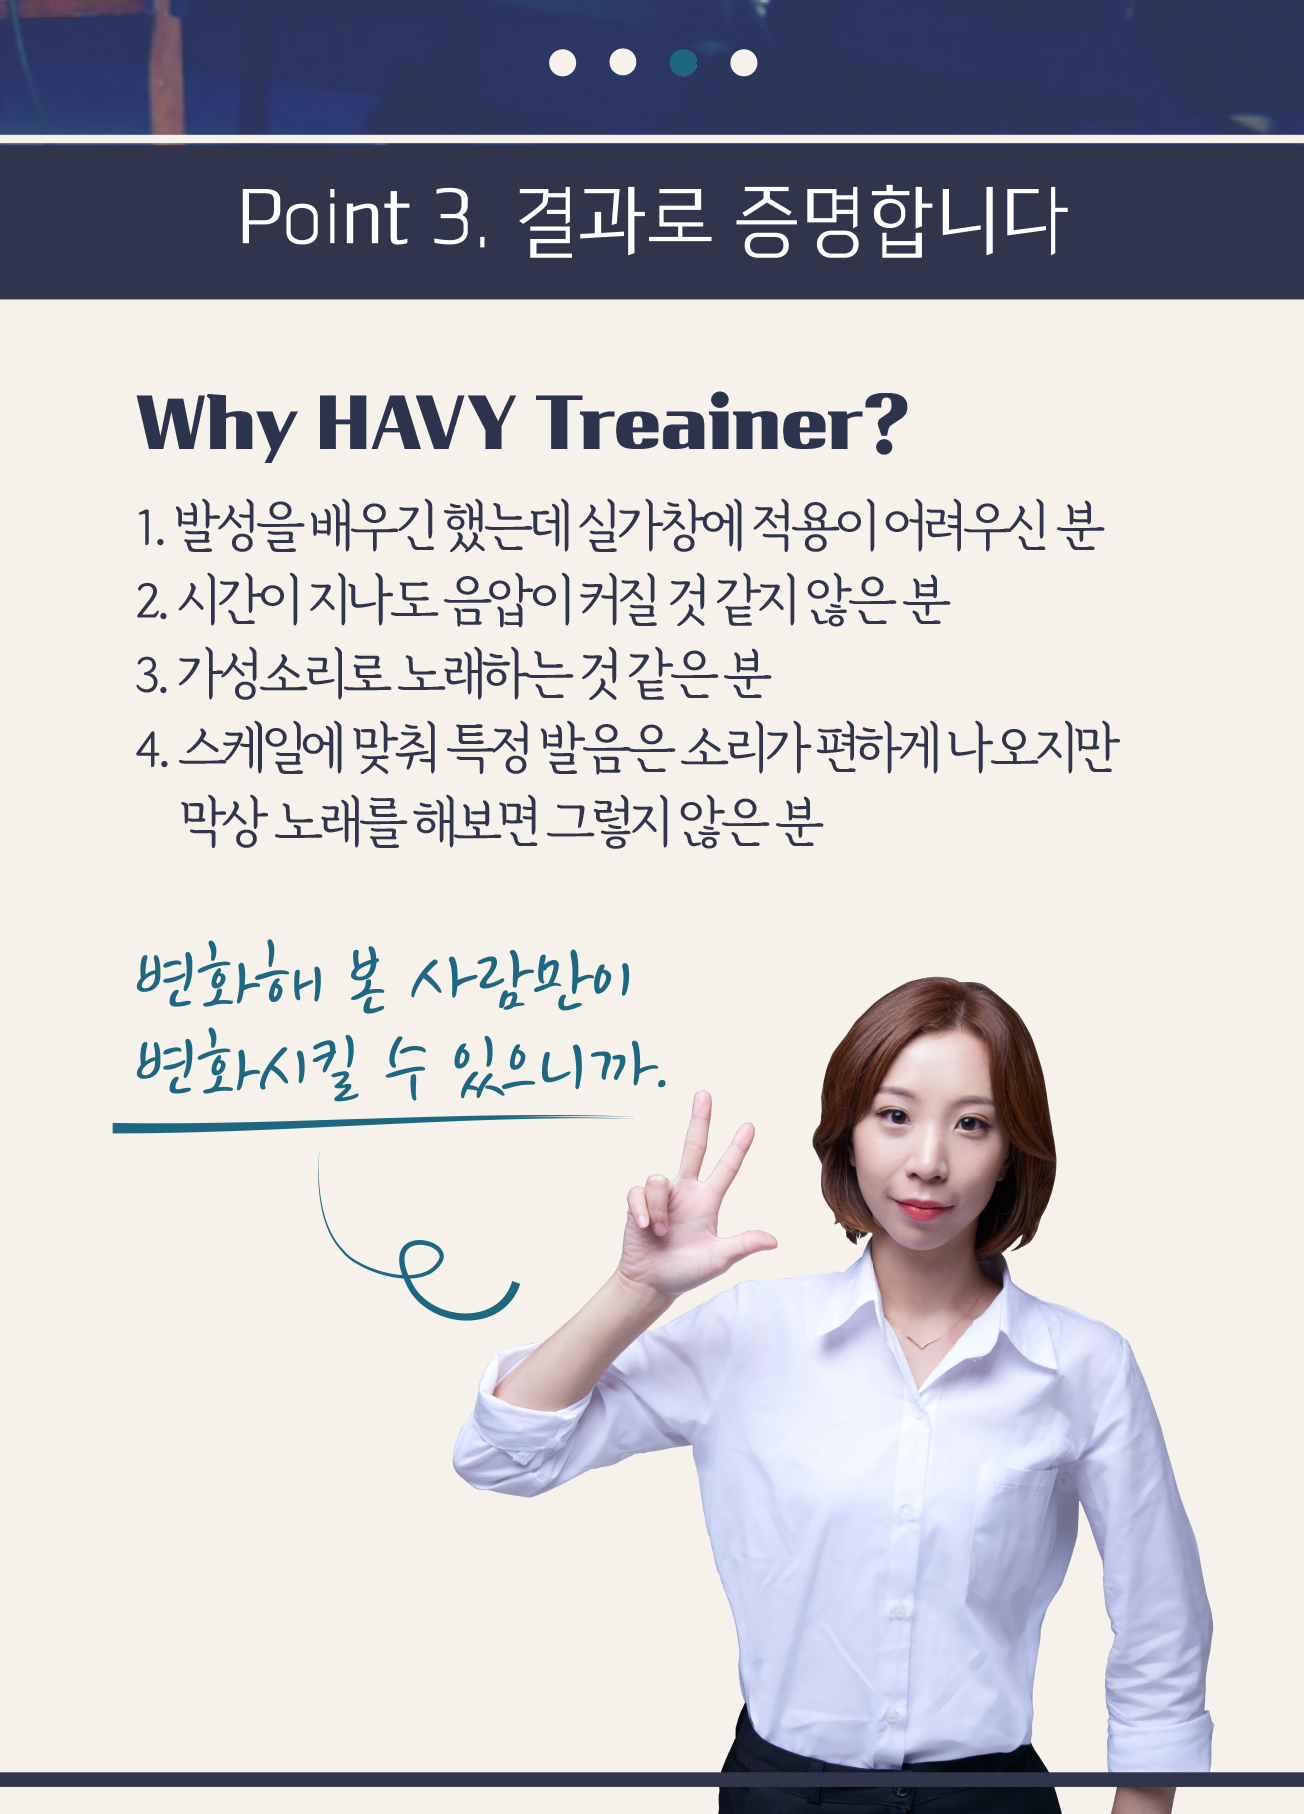 Point 3. 결과로 증명합니다
Why HAVY Treainer?
1. 발성을 배우긴 했는데 실가창에 적용이 어려우신 분
2. 시간이 지나도 음압이 커질 것 같지 않은 분
3. 가성소리로 노래하는 것 같은 분
4. 스케일에 맞춰 특정 발음은 소리가 편하게 나오지만
막상 노래를 해보면 그렇지 않은 분
변화해 본 사람만이
변화시킬 수 있으니까.